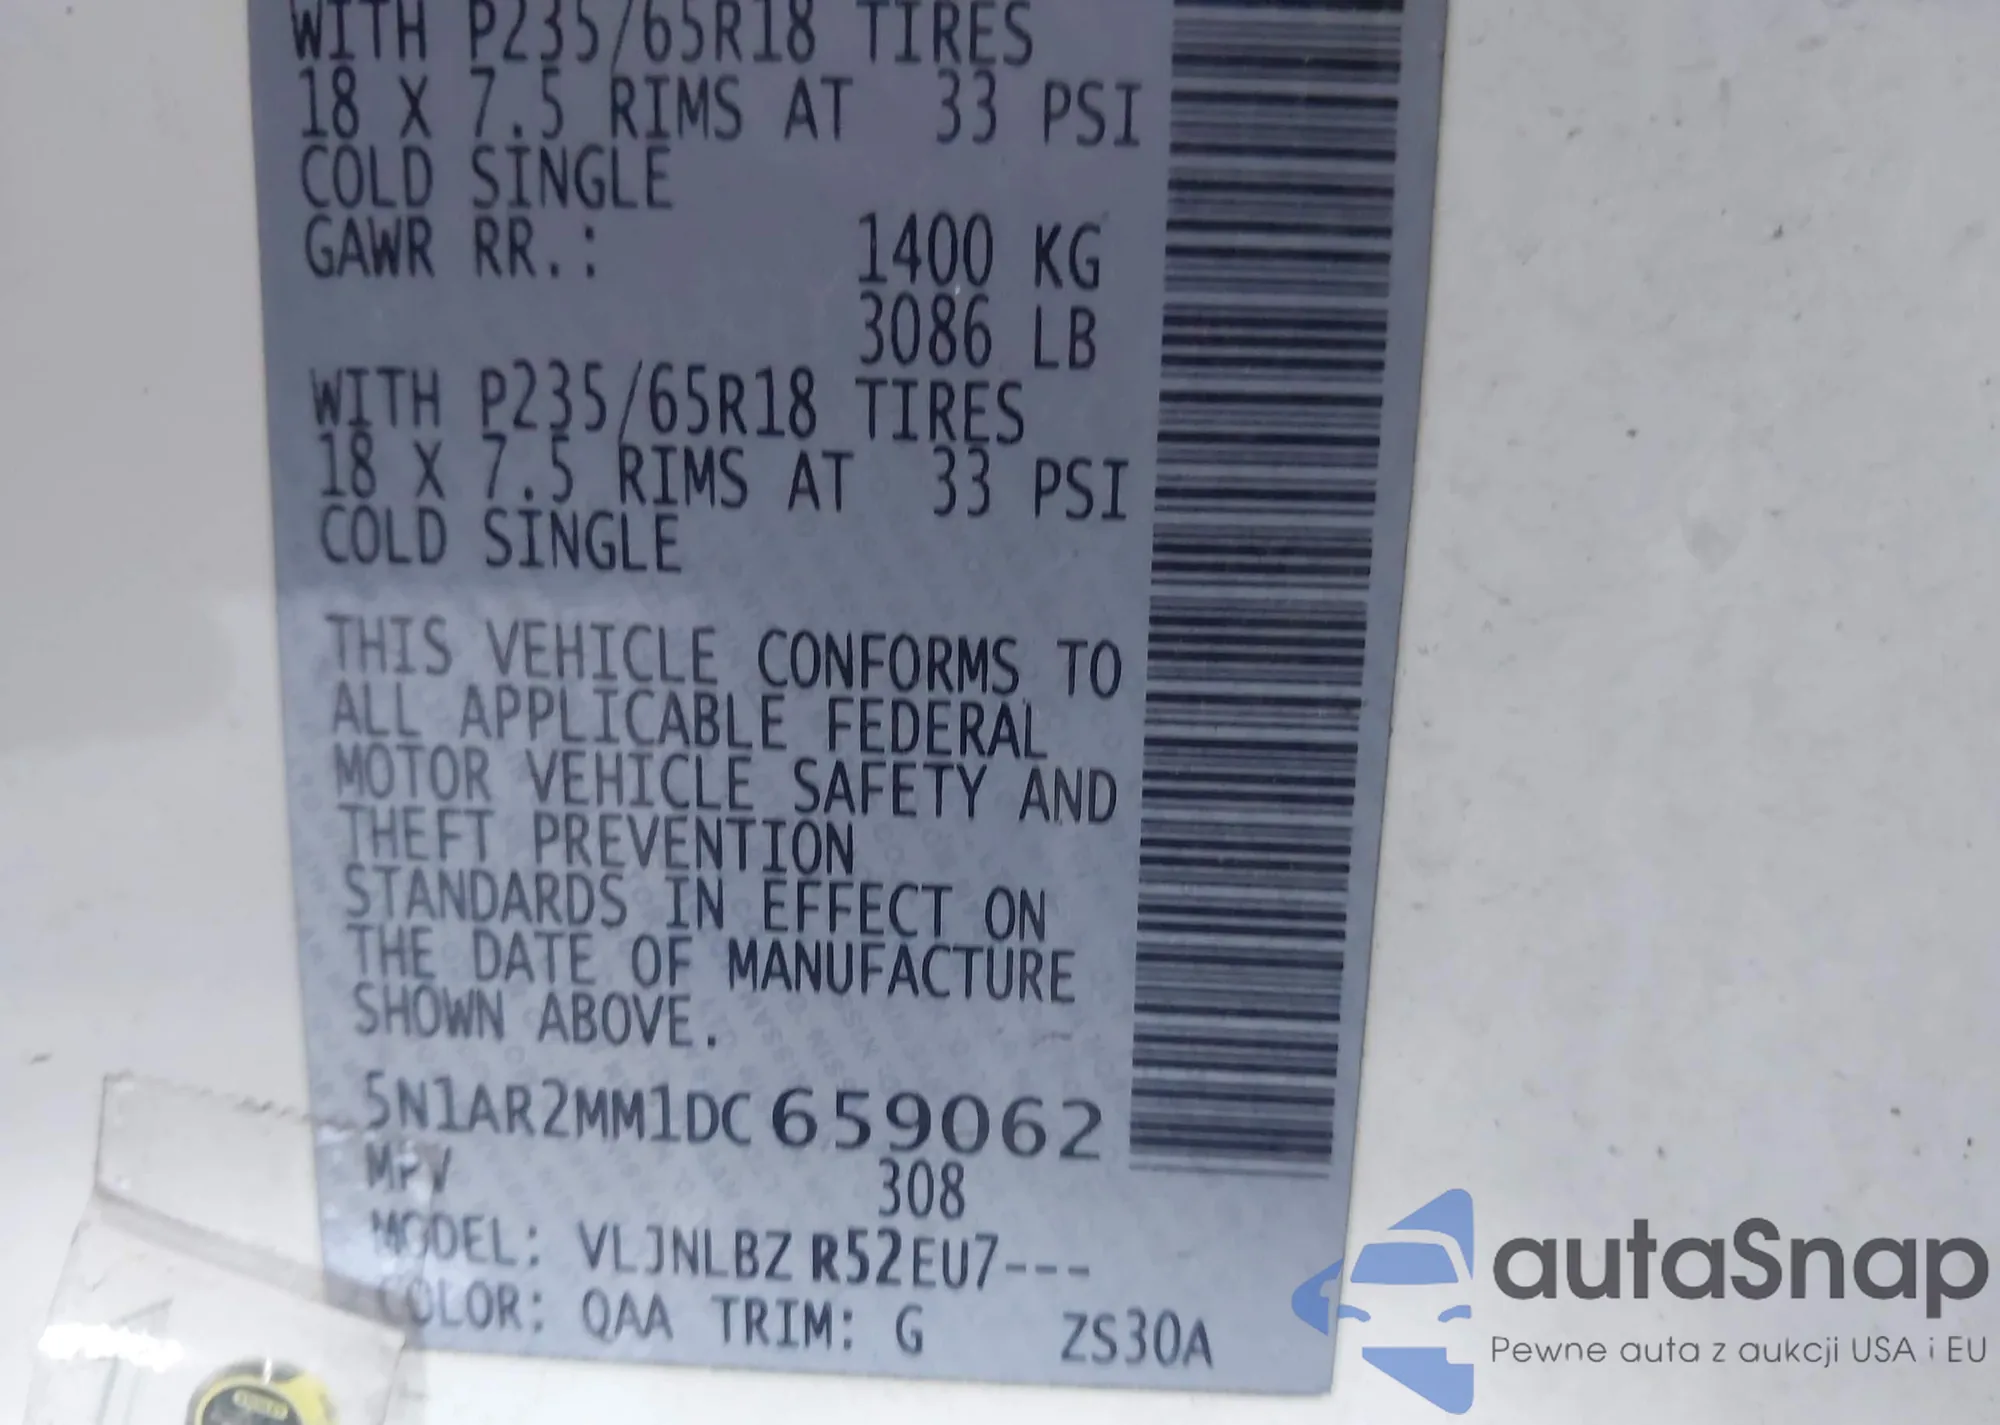 WITH P235/65R18 TIRES
18 X 7.5 RIMS AT 33 PSI
COLD SINGLE
GAWR RR.: 1400 KG
3086 LB
WITH P235/65R18 TIRES
18 X 7.5 RIMS AT 33 PSI
COLD SINGLE
THIS VEHICLE CONFORMS TO
ALL APPLICABLE FEDERAL
MOTOR VEHICLE SAFETY AND
THEFT PREVENTION
STANDARDS IN EFFECT ON
THE DATE OF MANUFACTURE
SHOWN ABOVE.
5N1AR2MM1DC659062
MPV 308
MODEL: VLJNLBZ R52EU7---
COLOR: QAA TRIM: G ZS30A
autaSnap
Pewne auta z aukcji USA i EU